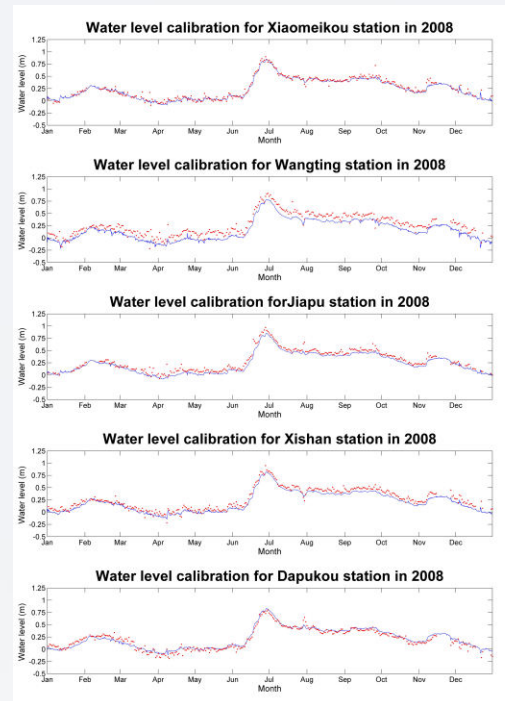 Water level calibration for Xiaomeikou station in 2008
Water level (m)
1.25
1
0.75
0.5
0.25
0
-0.25
-0.5
Jan Feb Mar Apr May Jun Jul Aug Sep Oct Nov Dec
Month
Water level calibration for Wangting station in 2008
Water level (m)
1.25
1
0.75
0.5
0.25
0
-0.25
-0.5
Jan Feb Mar Apr May Jun Jul Aug Sep Oct Nov Dec
Month
Water level calibration forJiapu station in 2008
Water level (m)
1.25
1
0.75
0.5
0.25
0
-0.25
-0.5
Jan Feb Mar Apr May Jun Jul Aug Sep Oct Nov Dec
Month
Water level calibration for Xishan station in 2008
Water level (m)
1.25
1
0.75
0.5
0.25
0
-0.25
-0.5
Jan Feb Mar Apr May Jun Jul Aug Sep Oct Nov Dec
Month
Water level calibration for Dapukou station in 2008
Water level (m)
1.25
1
0.75
0.5
0.25
0
-0.25
-0.5
Jan Feb Mar Apr May Jun Jul Aug Sep Oct Nov Dec
Month